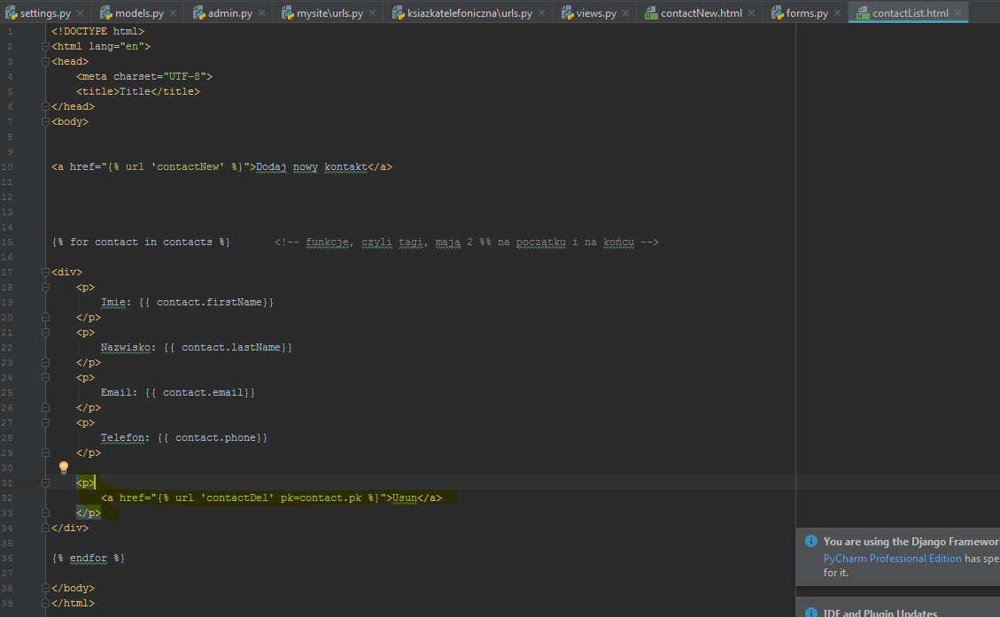 settings.py models.py admin.py mysite\urls.py ksiazkatelefoniczna\urls.py views.py contactNew.html forms.py contactList.html
1 <!DOCTYPE html>
2 <html lang="en">
3 <head>
4 <meta charset="UTF-8">
5 <title>Title</title>
6 </head>
7 <body>
8
9
10 <a href="{% url 'contactNew' %}">Dodaj nowy kontakt</a>
11
12
13
14
15 {% for contact in contacts %} <!-- funkcje, czyli tagi, mają 2 %% na początku i na końcu -->
16
17 <div>
18 <p>
19 Imie: {{ contact.firstName}}
20 </p>
21 <p>
22 Nazwisko: {{ contact.lastName}}
23 </p>
24 <p>
25 Email: {{ contact.email}}
26 </p>
27 <p>
28 Telefon: {{ contact.phone}}
29 </p>
30
31 <p>
32 <a href="{% url 'contactDel' pk=contact.pk %}">Usun</a>
33 </p>
34 </div>
35
36 {% endfor %}
37
38 </body>
39 </html>
You are using the Django Framewor
PyCharm Professional Edition has spe
for it.
IDE and Plugin Updates